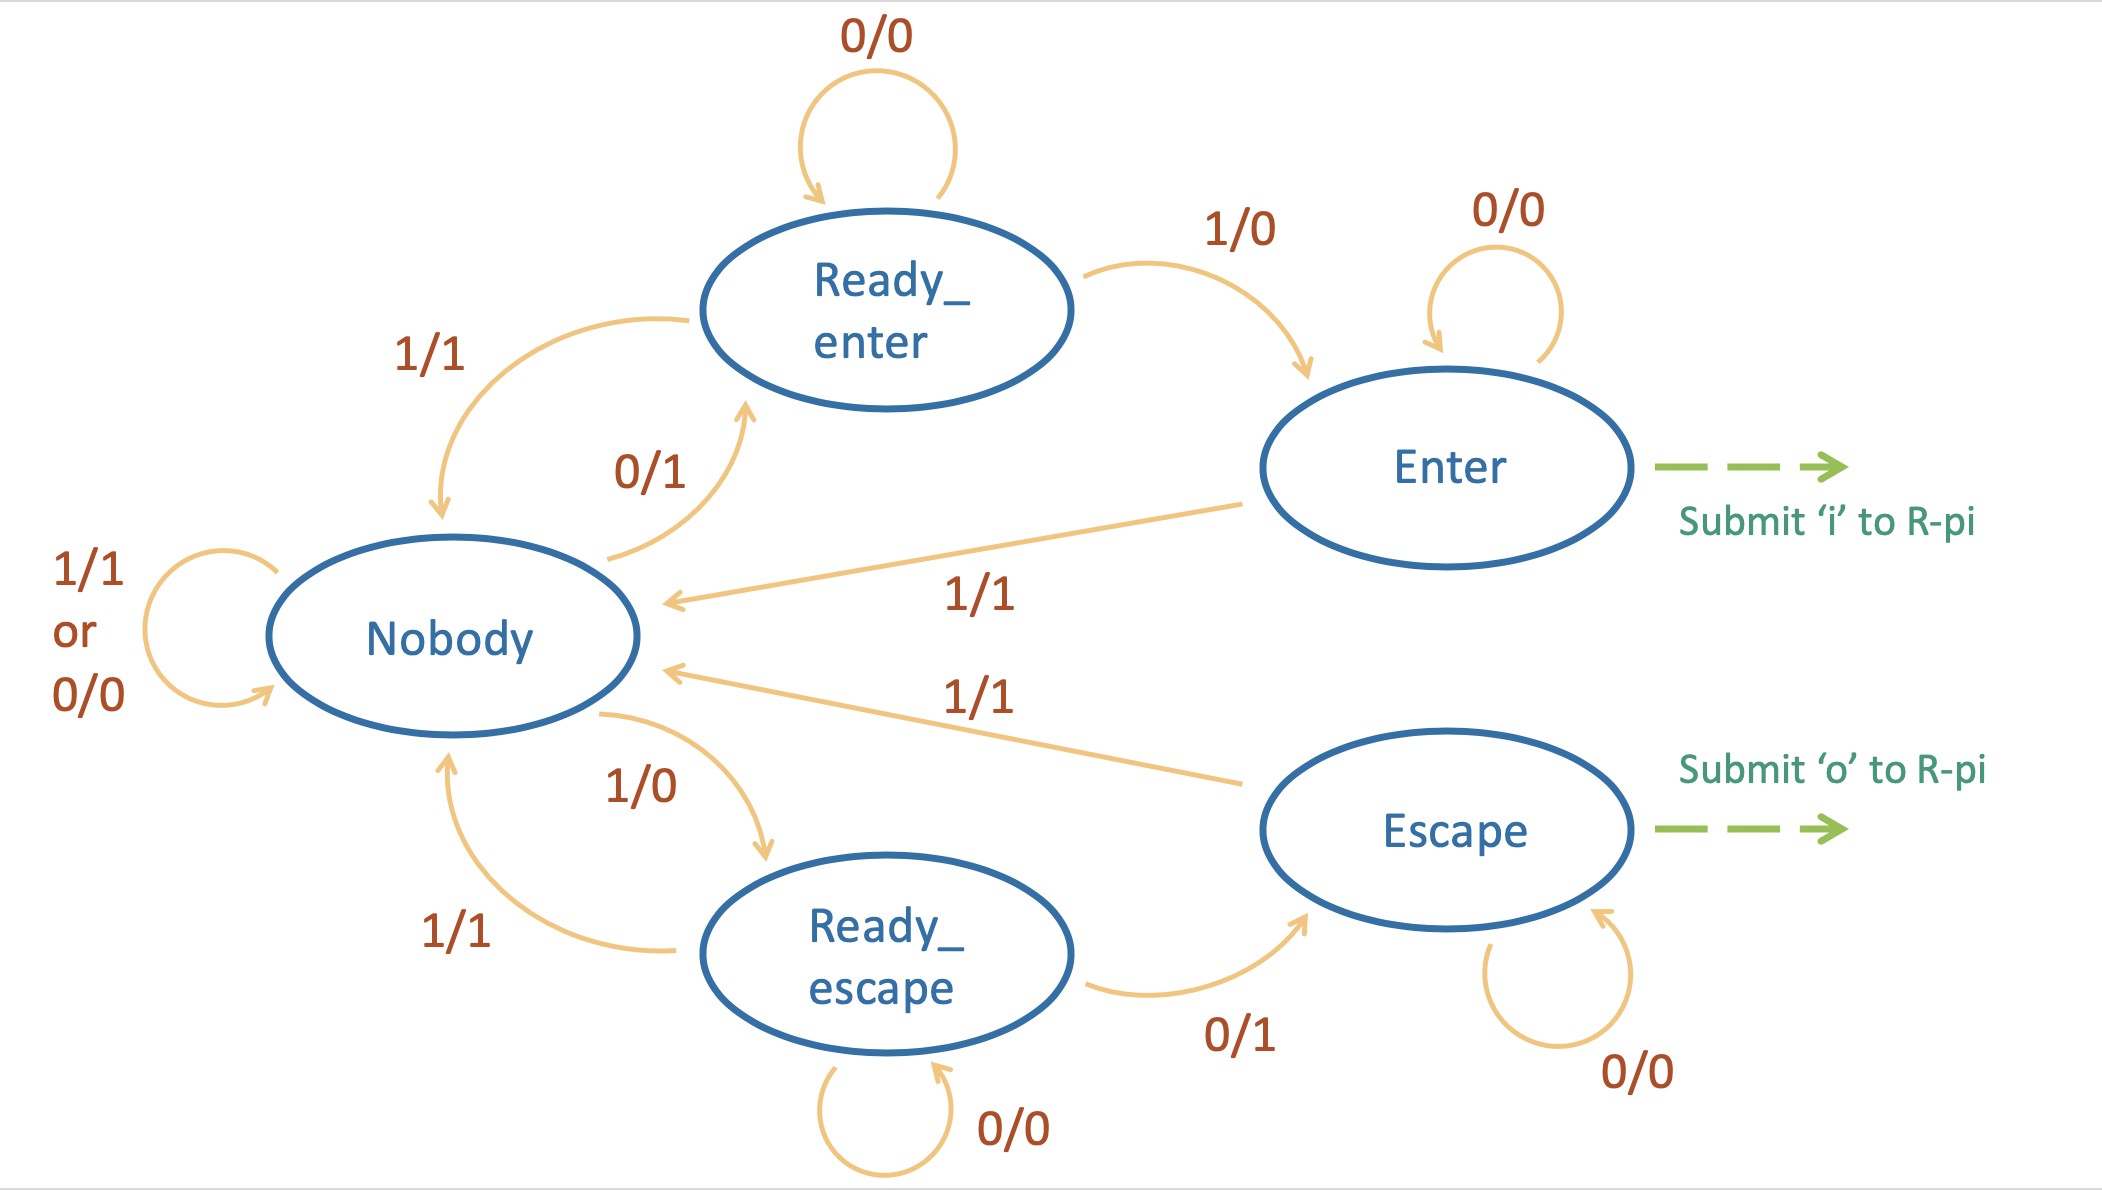 0/0
0/0
1/0
Ready_
enter
1/1
0/1
Enter
Submit ‘i’ to R-pi
1/1
or
0/0
Nobody
1/1
1/1
1/0
Submit ‘o’ to R-pi
Escape
1/1
Ready_
escape
0/1
0/0
0/0